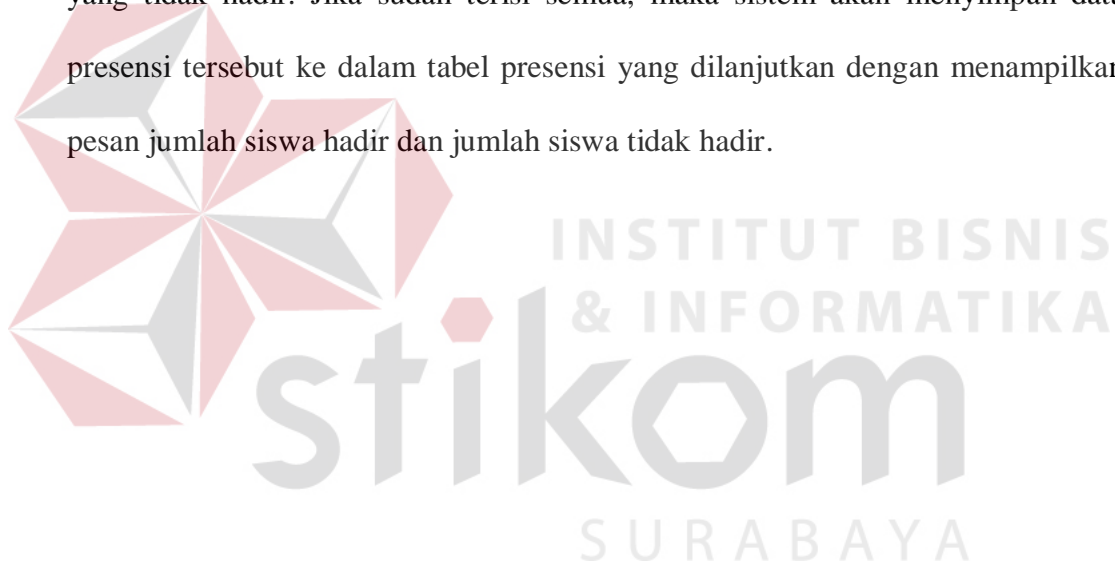 yang tidak hadir. Jika sudah terisi semua, maka sistem akan menyimpan data
presensi tersebut ke dalam tabel presensi yang dilanjutkan dengan menampilkan
pesan jumlah siswa hadir dan jumlah siswa tidak hadir.
INSTITUT BISNIS
& INFORMATIKA
stikom
SURABAYA